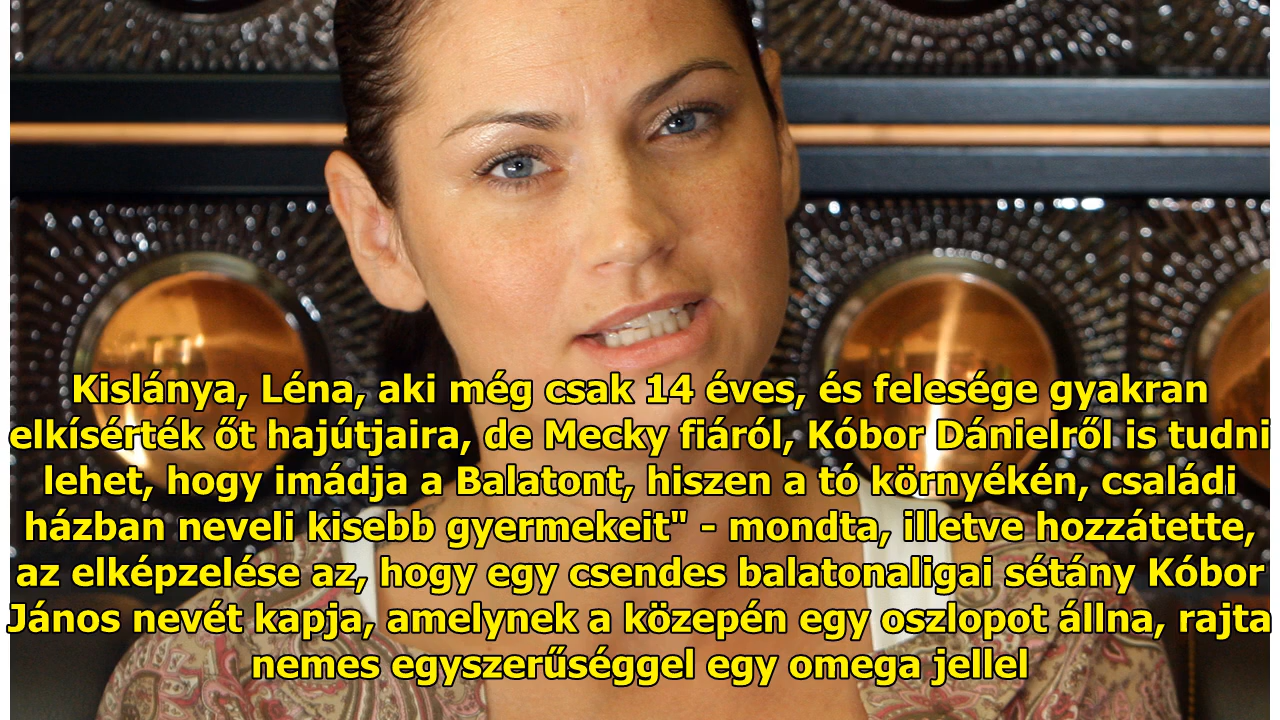 Kislánya, Léna, aki még csak 14 éves, és felesége gyakran
elkísérték őt hajútjaira, de Mecky fiáról, Kóbor Dánielről is tudni
lehet, hogy imádja a Balatont, hiszen a tó környékén, családi
házban neveli kisebb gyermekeit" - mondta, illetve hozzátette,
az elképzelése az, hogy egy csendes balatonaligai sétány Kóbor
János nevét kapja, amelynek a közepén egy oszlopot állna, rajta
nemes egyszerűséggel egy omega jellel